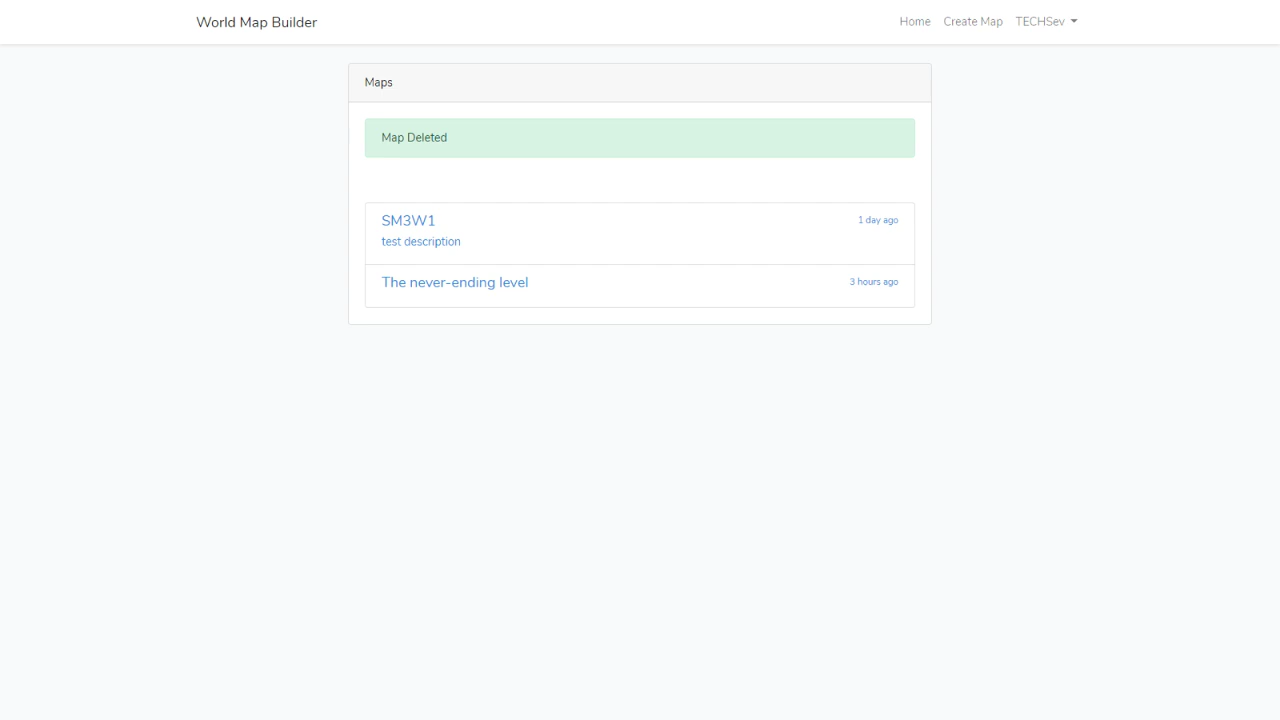 World Map Builder
Home Create Map TECHSev
Maps
Map Deleted
SM3W1 1 day ago
test description
The never-ending level 3 hours ago